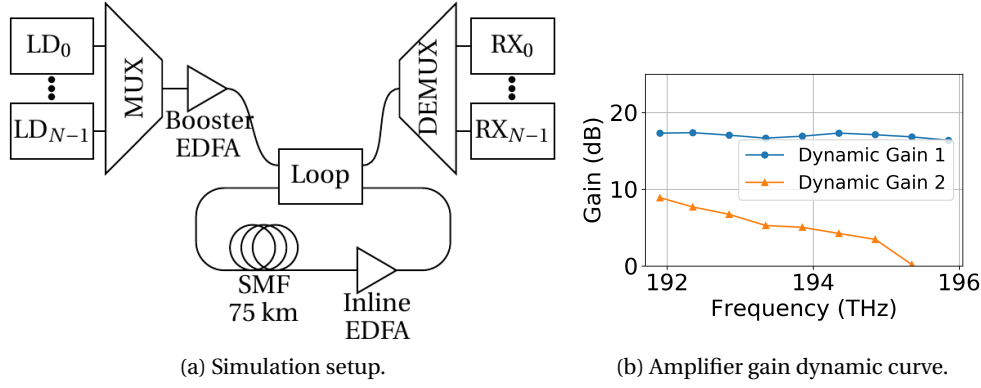 LD0
LDN−1
MUX
Booster
EDFA
Loop
SMF
75 km
Inline
EDFA
DEMUX
RX0
RXN−1
(a) Simulation setup.
Gain (dB)
20
10
0
Dynamic Gain 1
Dynamic Gain 2
192
194
196
Frequency (THz)
(b) Amplifier gain dynamic curve.